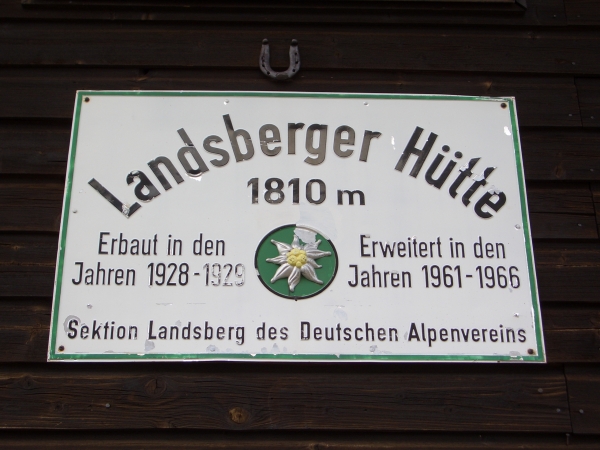 Landsberger Hütte
1810 m
Erbaut in den
Jahren 1928-1929
Erweitert in den
Jahren 1961-1966
Sektion Landsberg des Deutschen Alpenvereins